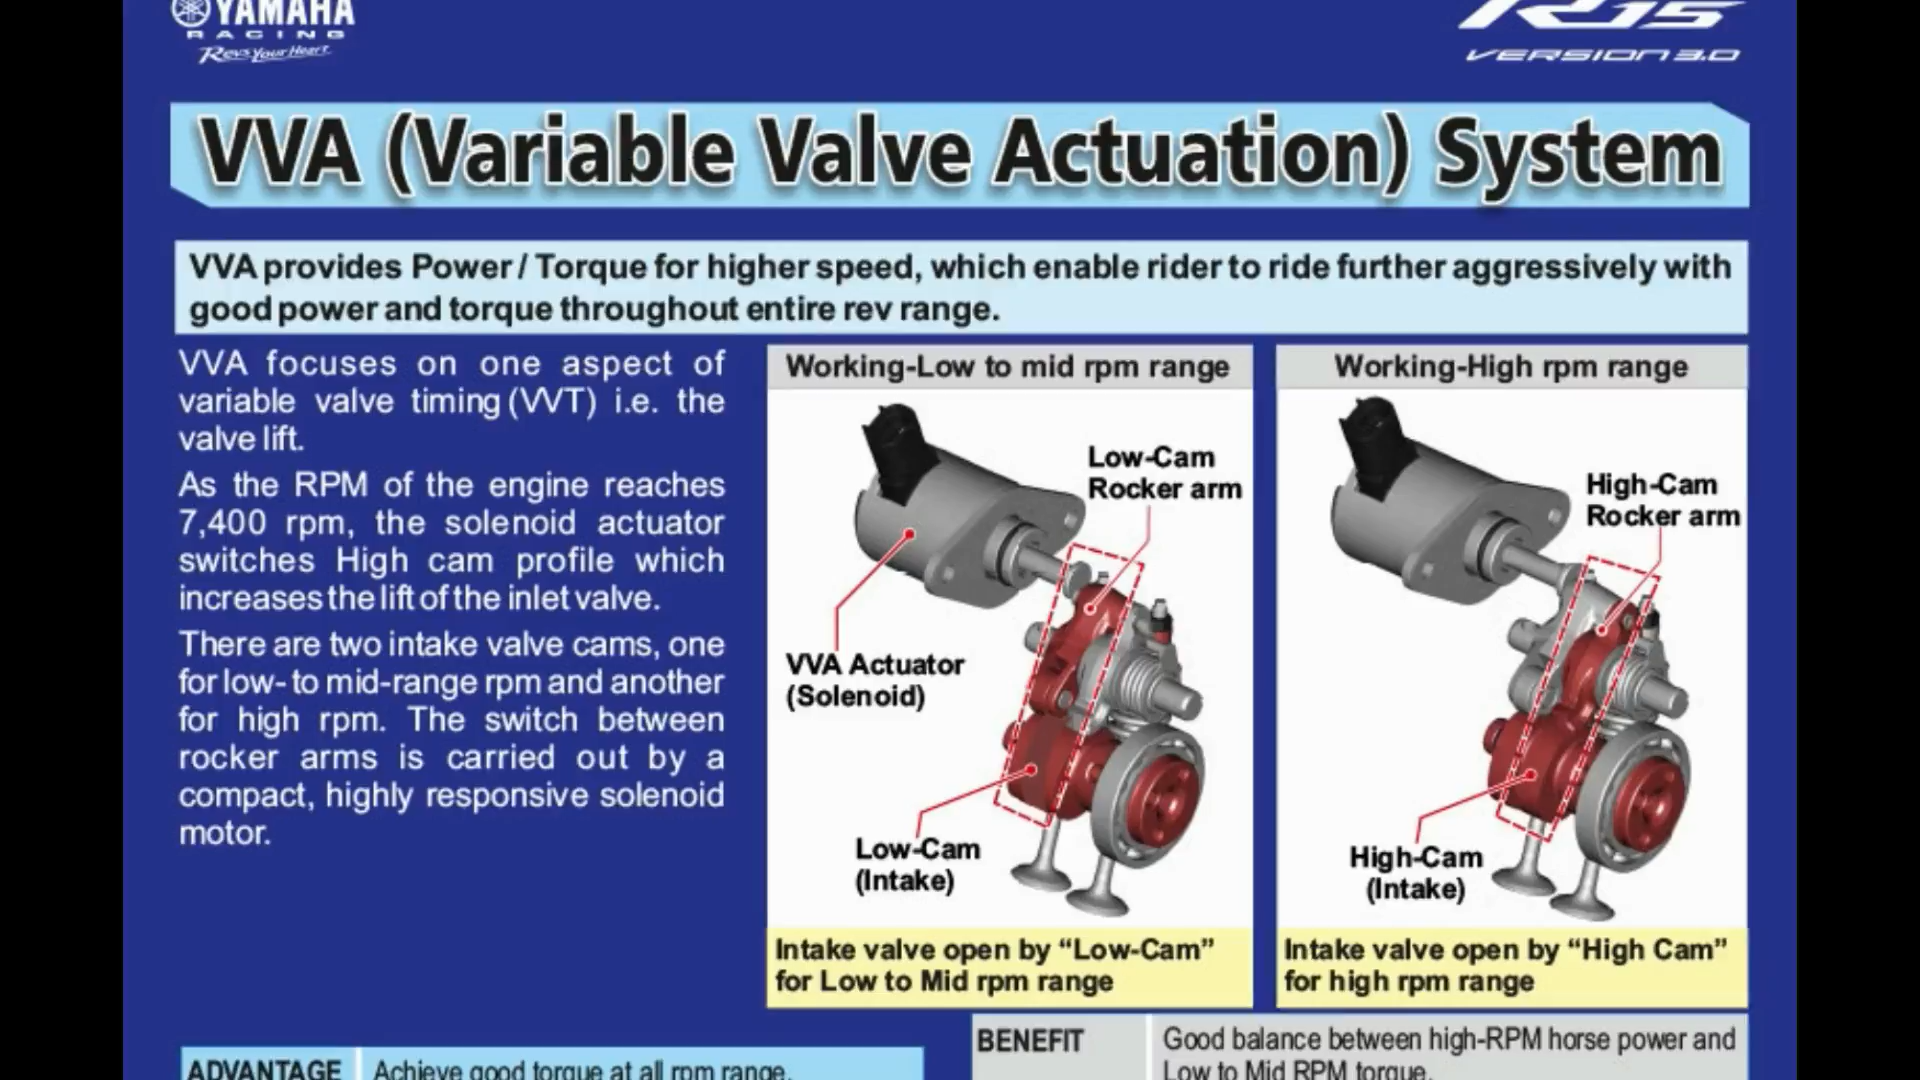 YAMAHA
RACING
Revs Your Heart
R15
VERSION 3.0
VVA (Variable Valve Actuation) System
VVA provides Power / Torque for higher speed, which enable rider to ride further aggressively with
good power and torque throughout entire rev range.
VVA focuses on one aspect of
variable valve timing (VVT) i.e. the
valve lift.
As the RPM of the engine reaches
7,400 rpm, the solenoid actuator
switches High cam profile which
increases the lift of the inlet valve.
There are two intake valve cams, one
for low- to mid-range rpm and another
for high rpm. The switch between
rocker arms is carried out by a
compact, highly responsive solenoid
motor.
Working-Low to mid rpm range
Low-Cam
Rocker arm
VVA Actuator
(Solenoid)
Low-Cam
(Intake)
Intake valve open by “Low-Cam”
for Low to Mid rpm range
Working-High rpm range
High-Cam
Rocker arm
High-Cam
(Intake)
Intake valve open by “High Cam”
for high rpm range
ADVANTAGE
Achieve good torque at all rpm range.
BENEFIT
Good balance between high-RPM horse power and
Low to Mid RPM torque.